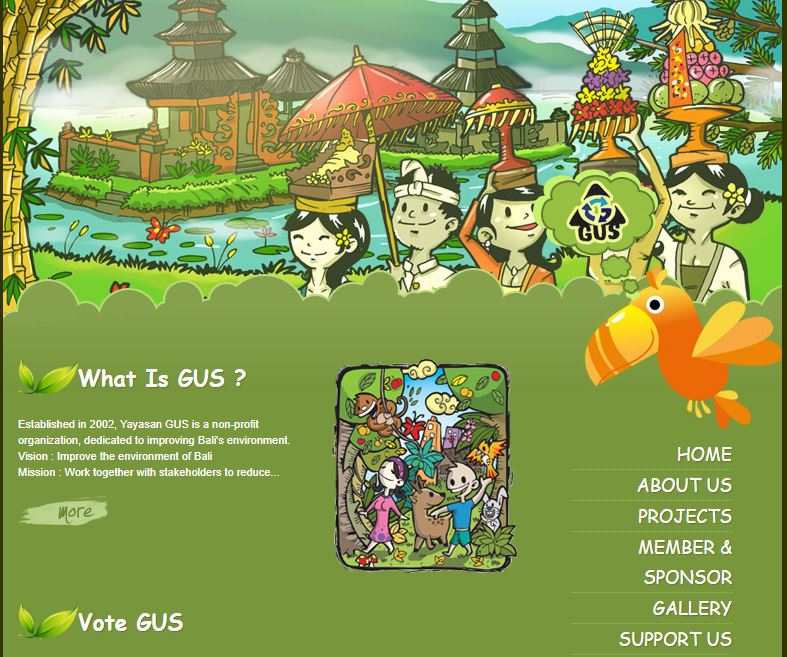 GUS
What Is GUS ?
Established in 2002, Yayasan GUS is a non-profit
organization, dedicated to improving Bali's environment.
Vision : Improve the environment of Bali
Mission : Work together with stakeholders to reduce...
more
Vote GUS
HOME
ABOUT US
PROJECTS
MEMBER &
SPONSOR
GALLERY
SUPPORT US